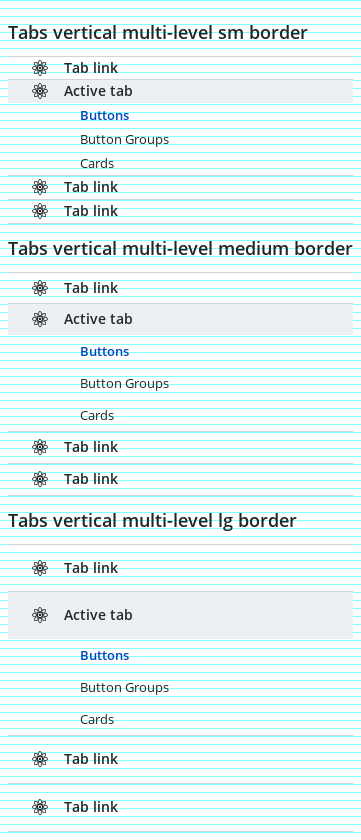 Tabs vertical multi-level sm border
Tab link
Active tab
Buttons
Button Groups
Cards
Tab link
Tab link
Tabs vertical multi-level medium border
Tab link
Active tab
Buttons
Button Groups
Cards
Tab link
Tab link
Tabs vertical multi-level lg border
Tab link
Active tab
Buttons
Button Groups
Cards
Tab link
Tab link